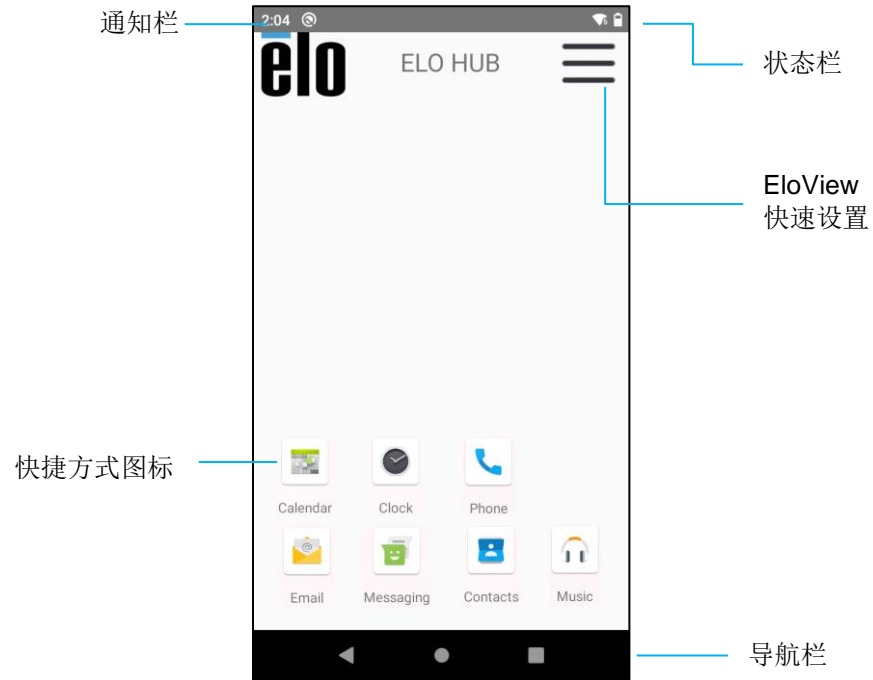 通知栏
2:04
elo
ELO HUB
状态栏
EloView
快速设置
快捷方式图标
Calendar
Clock
Phone
Email
Messaging
Contacts
Music
导航栏